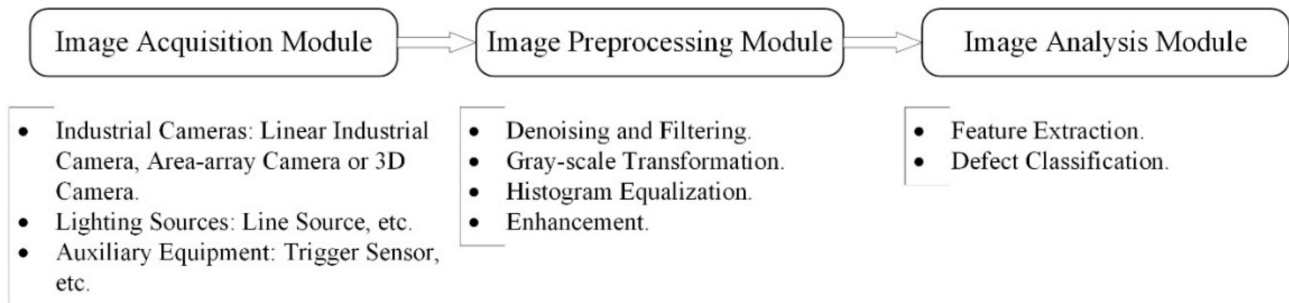 Image Acquisition Module
Image Preprocessing Module
Image Analysis Module
• Industrial Cameras: Linear Industrial
Camera, Area-array Camera or 3D
Camera.
• Lighting Sources: Line Source, etc.
• Auxiliary Equipment: Trigger Sensor,
etc.
• Denoising and Filtering.
• Gray-scale Transformation.
• Histogram Equalization.
• Enhancement.
• Feature Extraction.
• Defect Classification.